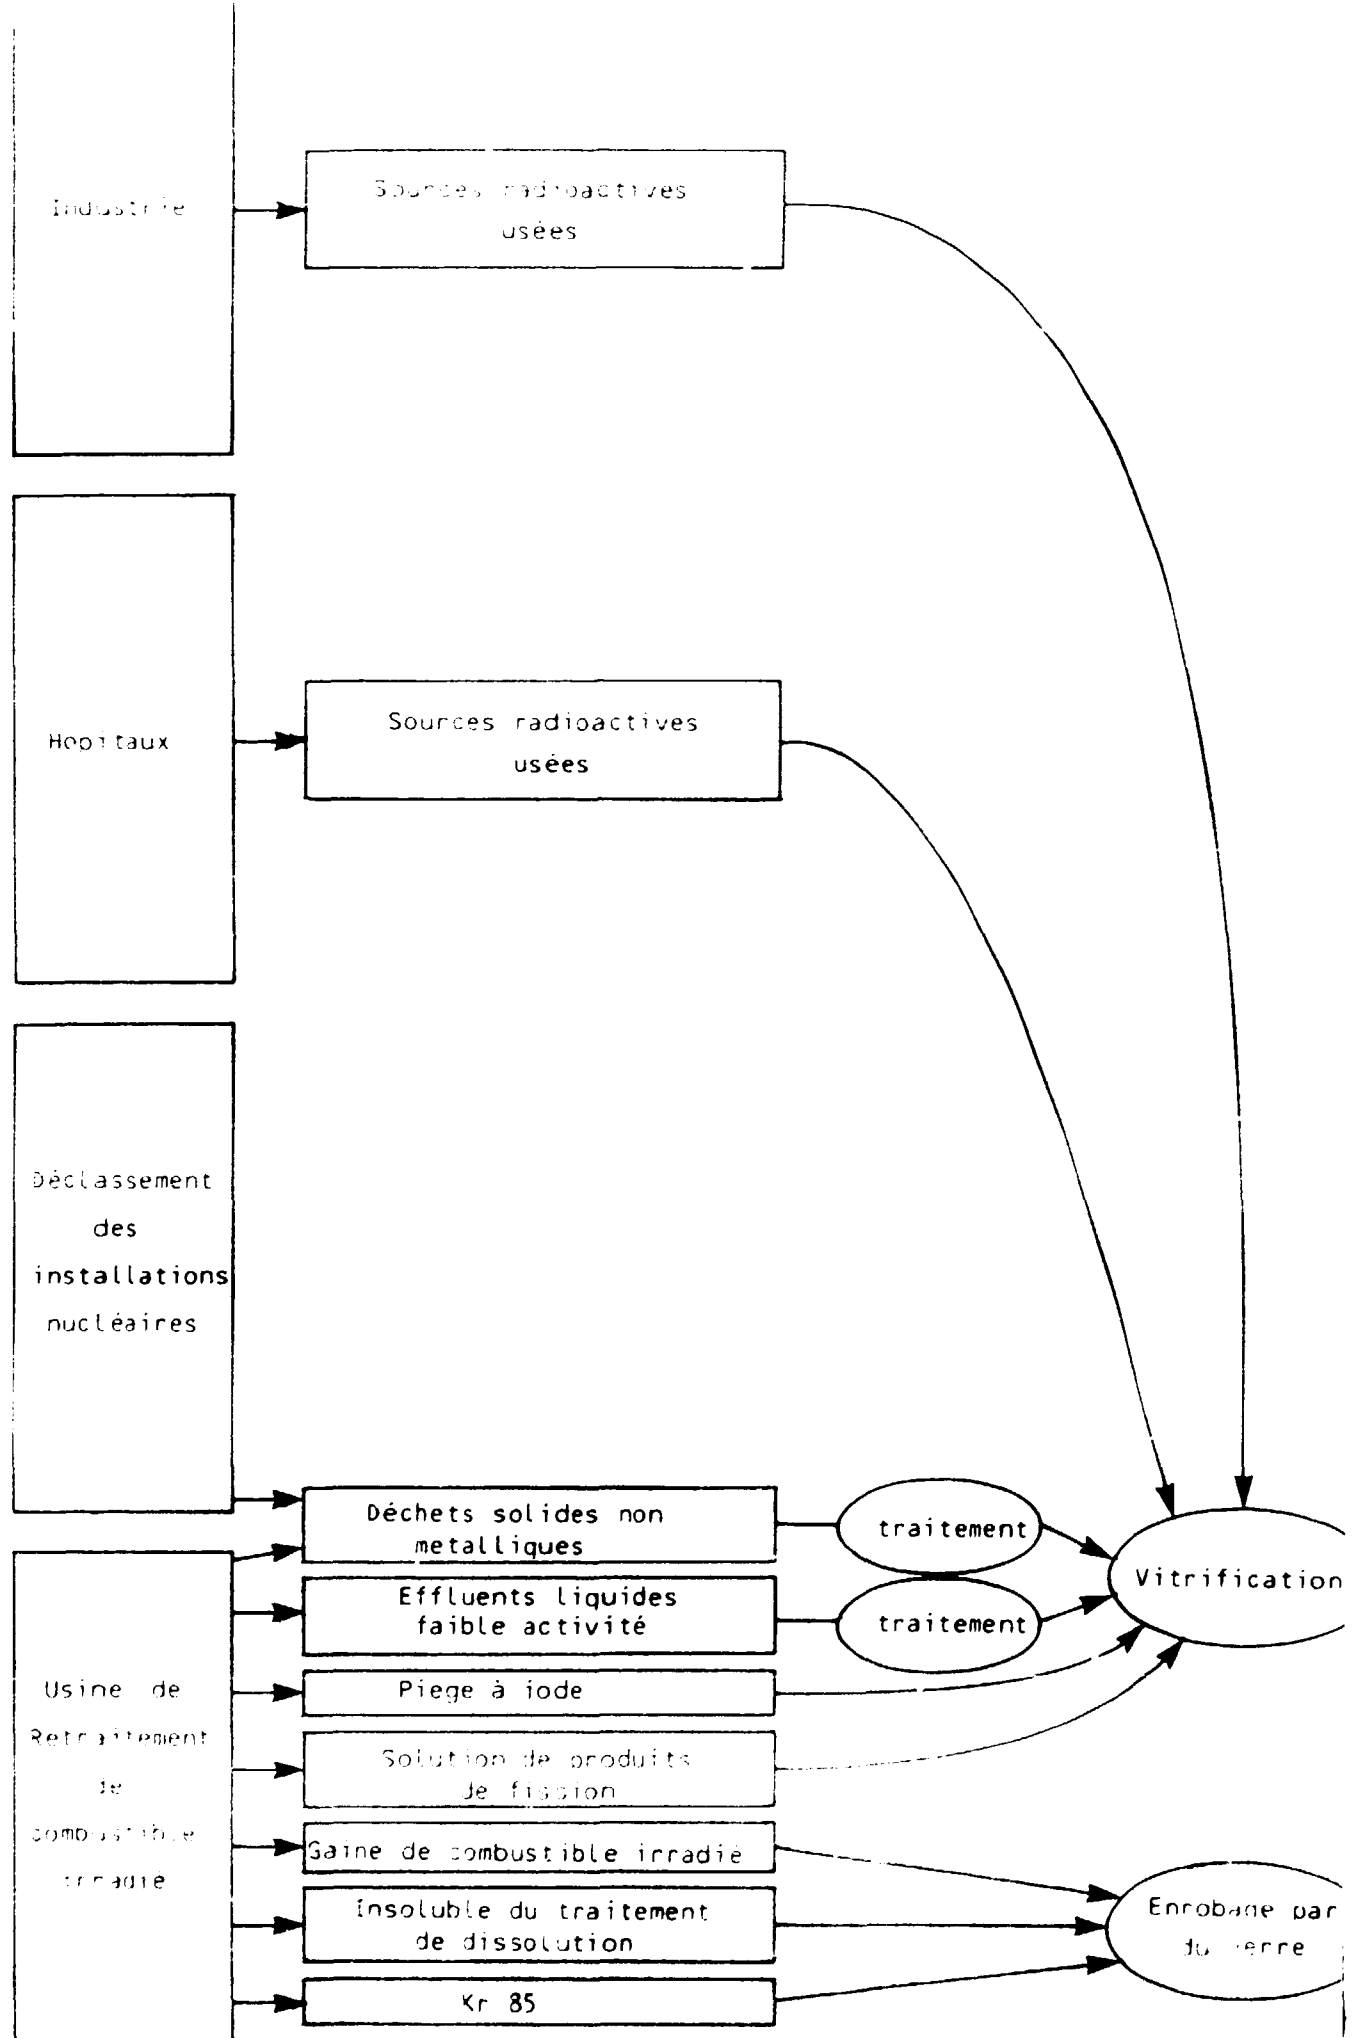 Industrie
Sources radioactives
usées
Hopitaux
Sources radioactives
usées
Déclassement
des
installations
nucléaires
Déchets solides non
metalliques
traitement
Effluents liquides
faible activité
traitement
Vitrification
Usine de
Retraitement
de
combustible
irradié
Piege à iode
Solution de produits
de fission
Gaine de combustible irradié
Insoluble du traitement
de dissolution
Kr 85
Enrobage par
du verre